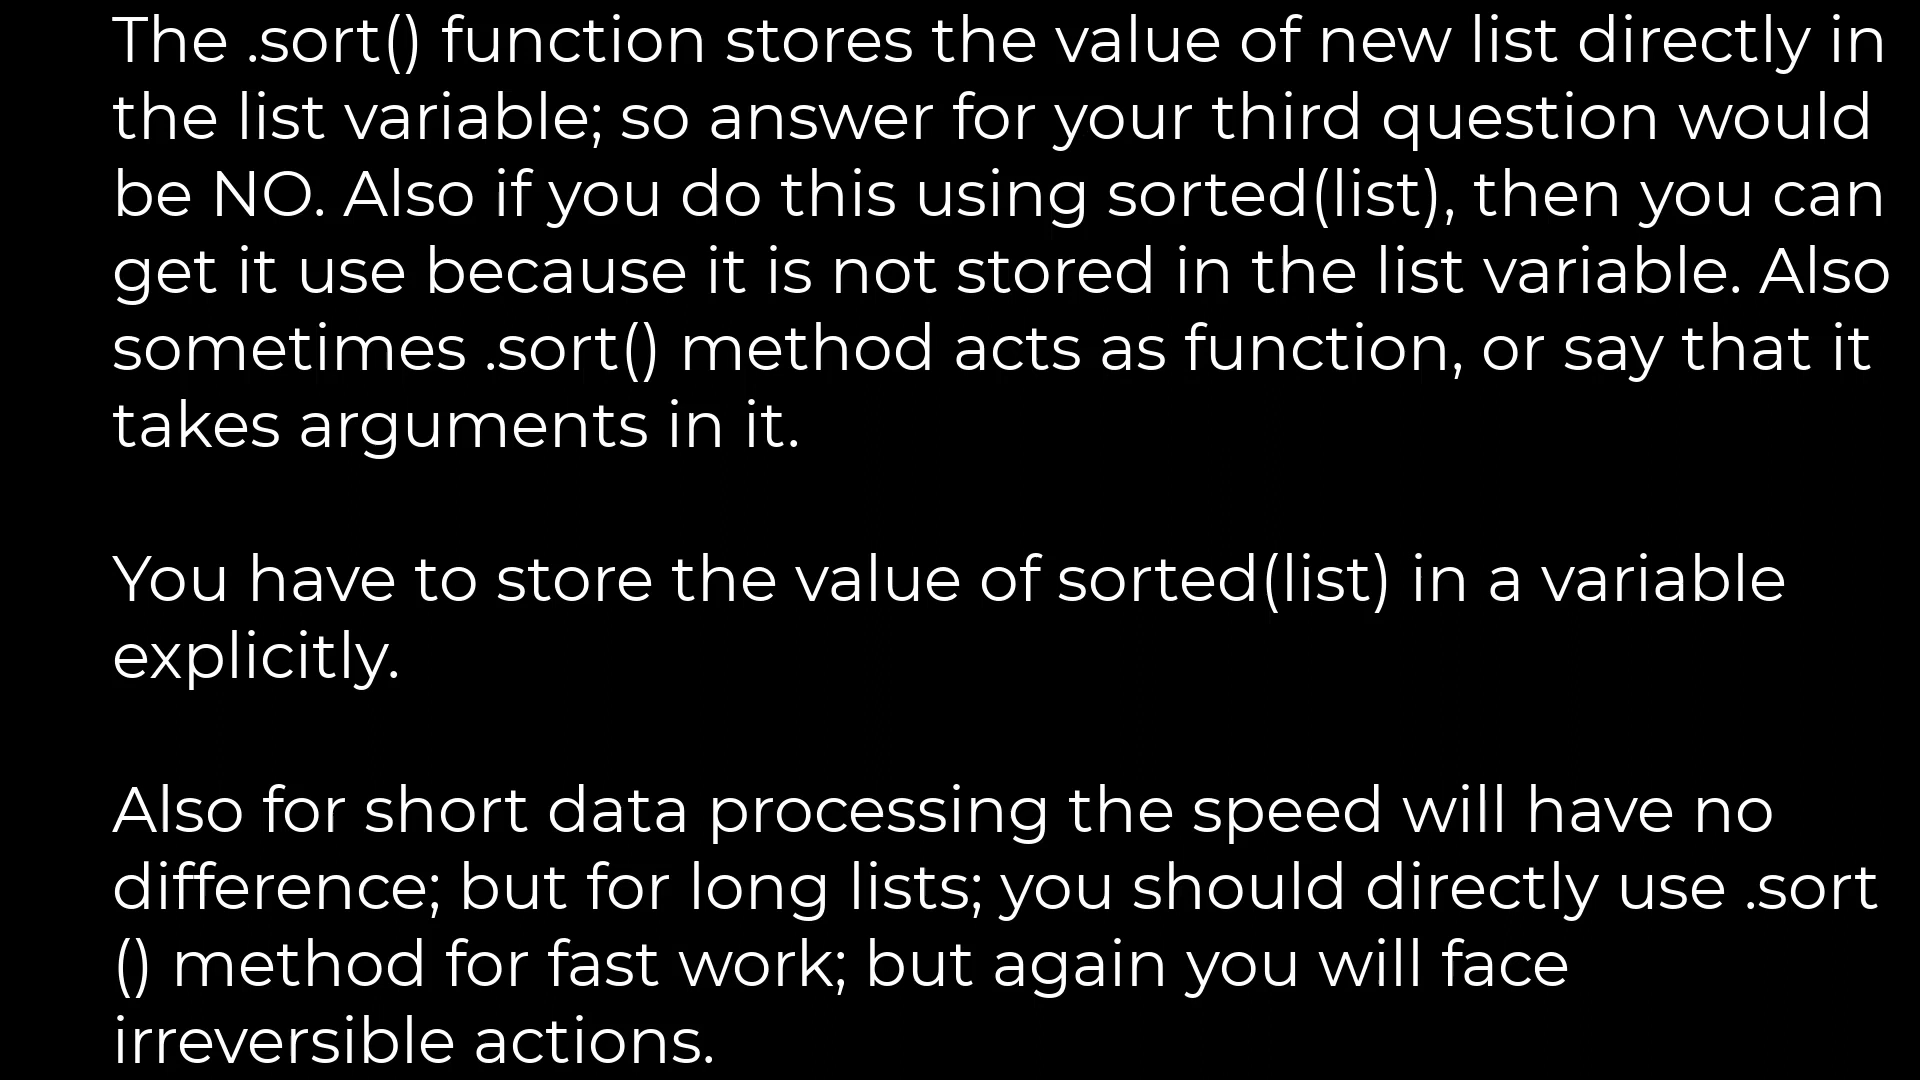 The .sort() function stores the value of new list directly in
the list variable; so answer for your third question would
be NO. Also if you do this using sorted(list), then you can
get it use because it is not stored in the list variable. Also
sometimes .sort() method acts as function, or say that it
takes arguments in it.
You have to store the value of sorted(list) in a variable
explicitly.
Also for short data processing the speed will have no
difference; but for long lists; you should directly use .sort
() method for fast work; but again you will face
irreversible actions.